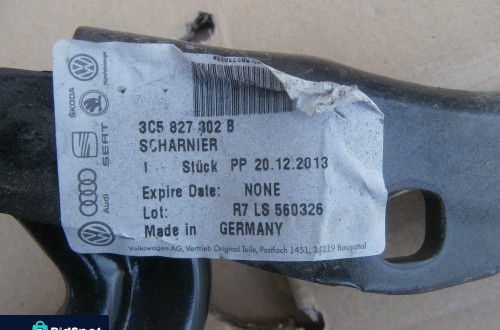 3C5 827 302 B
SCHARNIER
1 Stück PP 20.12.2013
Expire Date: NONE
Lot: R7 LS 560326
Made in GERMANY
Volkswagen AG, Vertrieb Original Teile, Postfach 1451, 34219 Baunatal
ŠKODA
SEAT
Audi
BidSpot